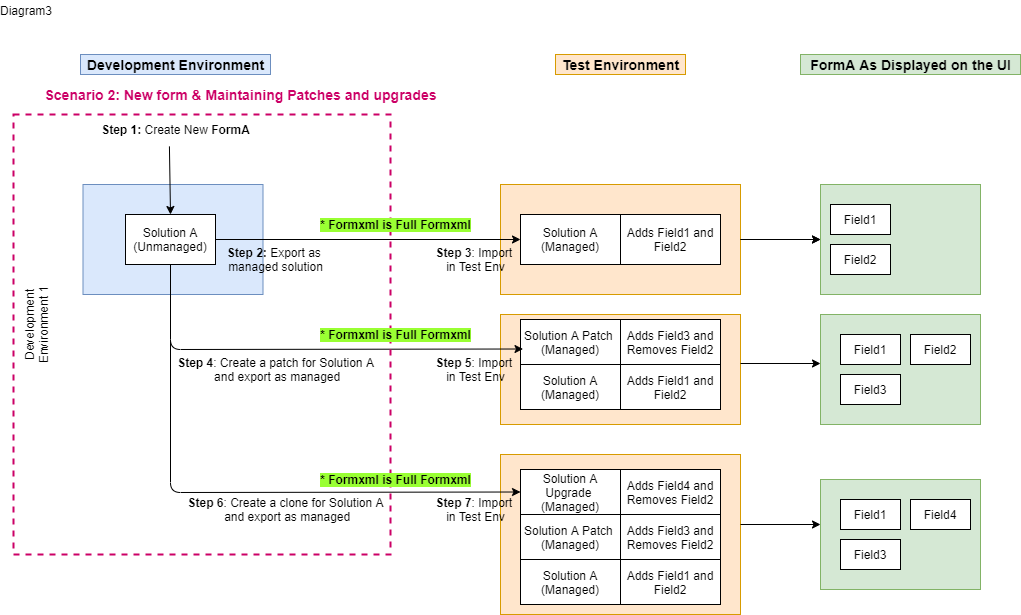 Diagram3
Development Environment
Test Environment
FormA As Displayed on the UI
Scenario 2: New form & Maintaining Patches and upgrades
Step 1: Create New FormA
Development
Environment 1
Solution A
(Unmanaged)
* Formxml is Full Formxml
Step 2: Export as
managed solution
Step 3: Import
in Test Env
Solution A
(Managed)
Adds Field1 and
Field2
Field1
Field2
* Formxml is Full Formxml
Step 4: Create a patch for Solution A
and export as managed
Step 5: Import
in Test Env
Solution A Patch
(Managed)
Adds Field3 and
Removes Field2
Solution A
(Managed)
Adds Field1 and
Field2
Field1
Field2
Field3
* Formxml is Full Formxml
Step 6: Create a clone for Solution A
and export as managed
Step 7: Import
in Test Env
Solution A
Upgrade
(Managed)
Adds Field4 and
Removes Field2
Solution A Patch
(Managed)
Adds Field3 and
Removes Field2
Solution A
(Managed)
Adds Field1 and
Field2
Field1
Field4
Field3